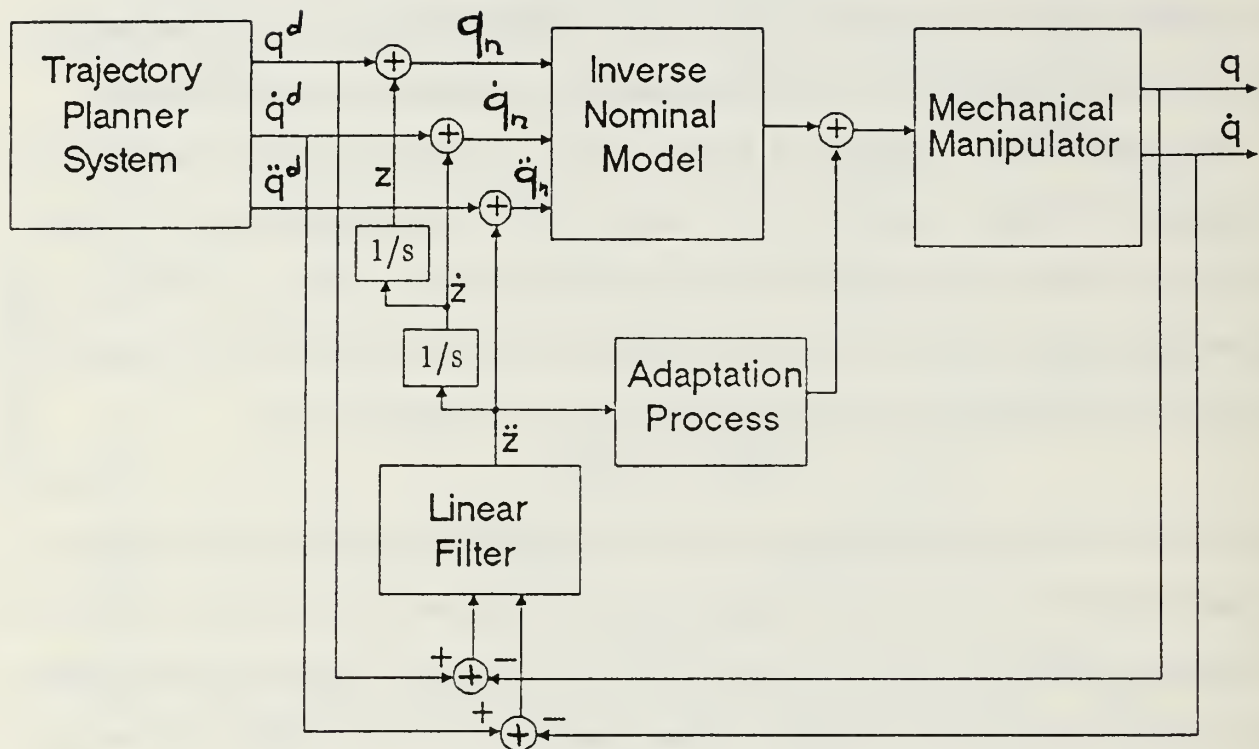 Trajectory
Planner
System
q^d
q̇^d
q̈^d
z
+
+
+
q_n
q̇_n
q̈_n
Inverse
Nominal
Model
+
Mechanical
Manipulator
q
q̇
1/s
ż
1/s
z̈
Adaptation
Process
Linear
Filter
+
−
+
+
−
+